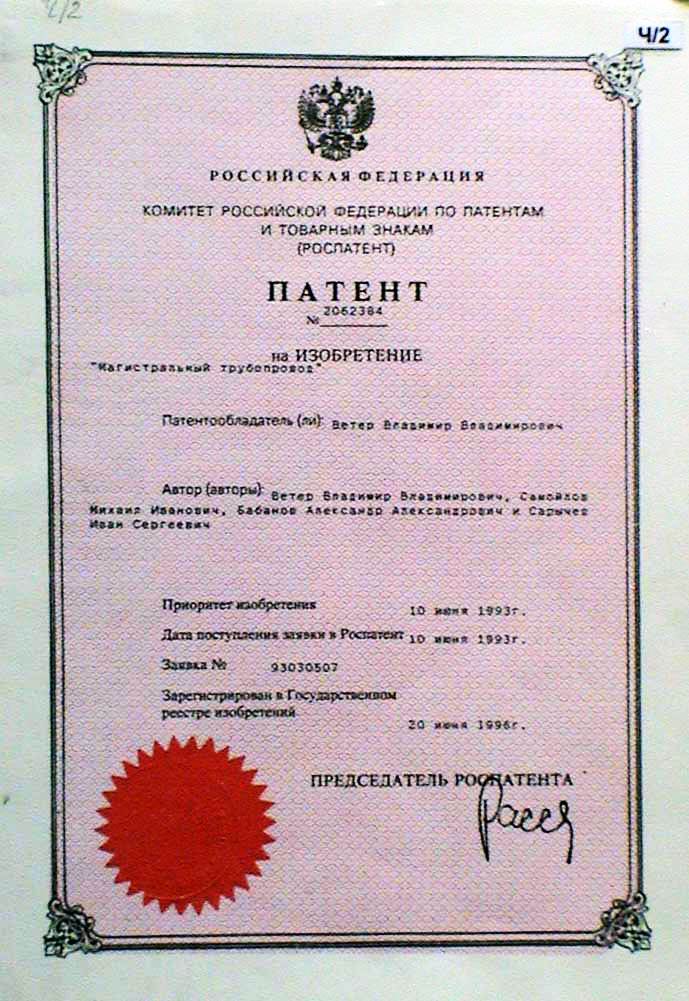 Ч/2
Ч/2
РОССИЙСКАЯ ФЕДЕРАЦИЯ
КОМИТЕТ РОССИЙСКОЙ ФЕДЕРАЦИИ ПО ПАТЕНТАМ
И ТОВАРНЫМ ЗНАКАМ
(РОСПАТЕНТ)
ПАТЕНТ
№ 2062384
на ИЗОБРЕТЕНИЕ
"Магистральный трубопровод"
Патентообладатель (ли): Ветер Владимир Владимирович
Автор (авторы): Ветер Владимир Владимирович, Самойлов
Михаил Иванович, Бабанов Александр Александрович и Сарычев
Иван Сергеевич
Приоритет изобретения 10 июня 1993г.
Дата поступления заявки в Роспатент 10 июня 1993г.
Заявка № 93030507
Зарегистрирован в Государственном
реестре изобретений 20 июня 1996г.
ПРЕДСЕДАТЕЛЬ РОСПАТЕНТА